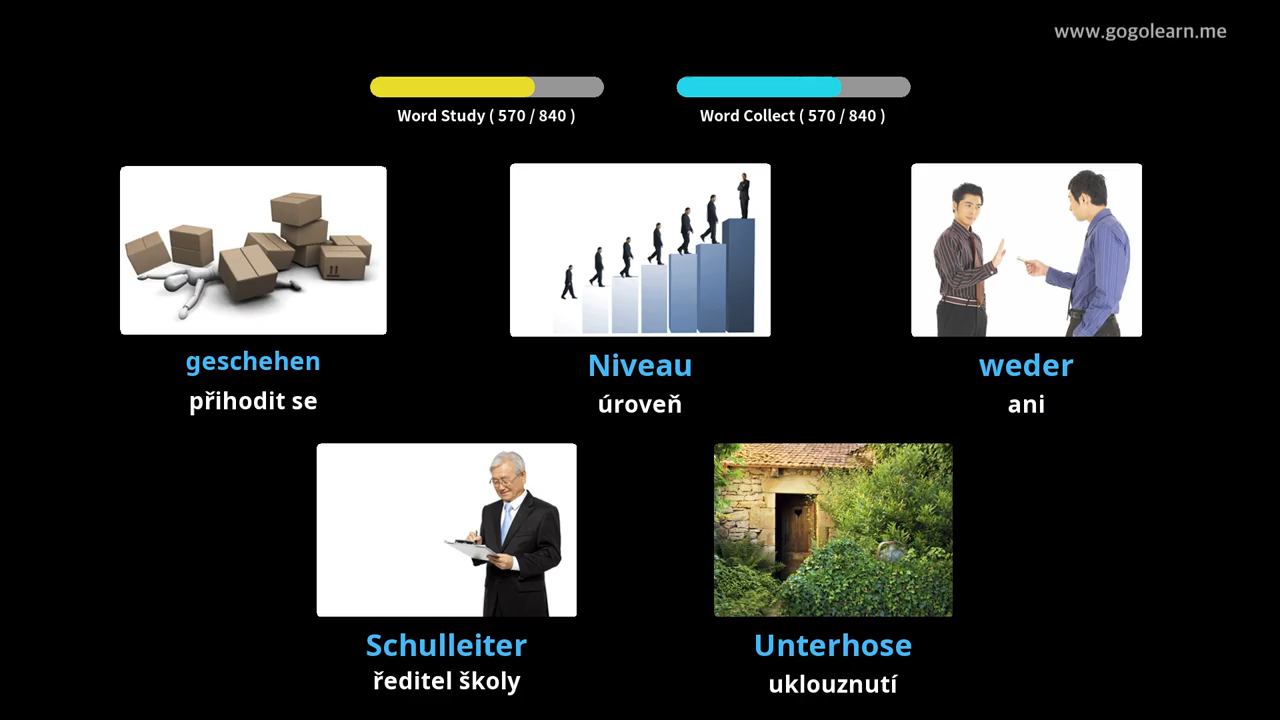 www.gogolearn.me
Word Study ( 570 / 840 )
Word Collect ( 570 / 840 )
geschehen
přihodit se
Niveau
úroveň
weder
ani
Schulleiter
ředitel školy
Unterhose
uklouznutí